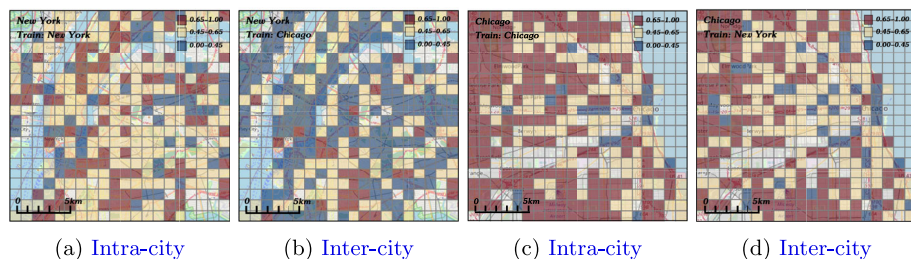 New York
Train: New York
0.65-1.00
0.45-0.65
0.00-0.45
5km
(a) Intra-city
New York
Train: Chicago
0.65-1.00
0.45-0.65
0.00-0.45
5km
(b) Inter-city
Chicago
Train: Chicago
0.65-1.00
0.45-0.65
0.00-0.45
5km
(c) Intra-city
Chicago
Train: New York
0.65-1.00
0.45-0.65
0.00-0.45
5km
(d) Inter-city